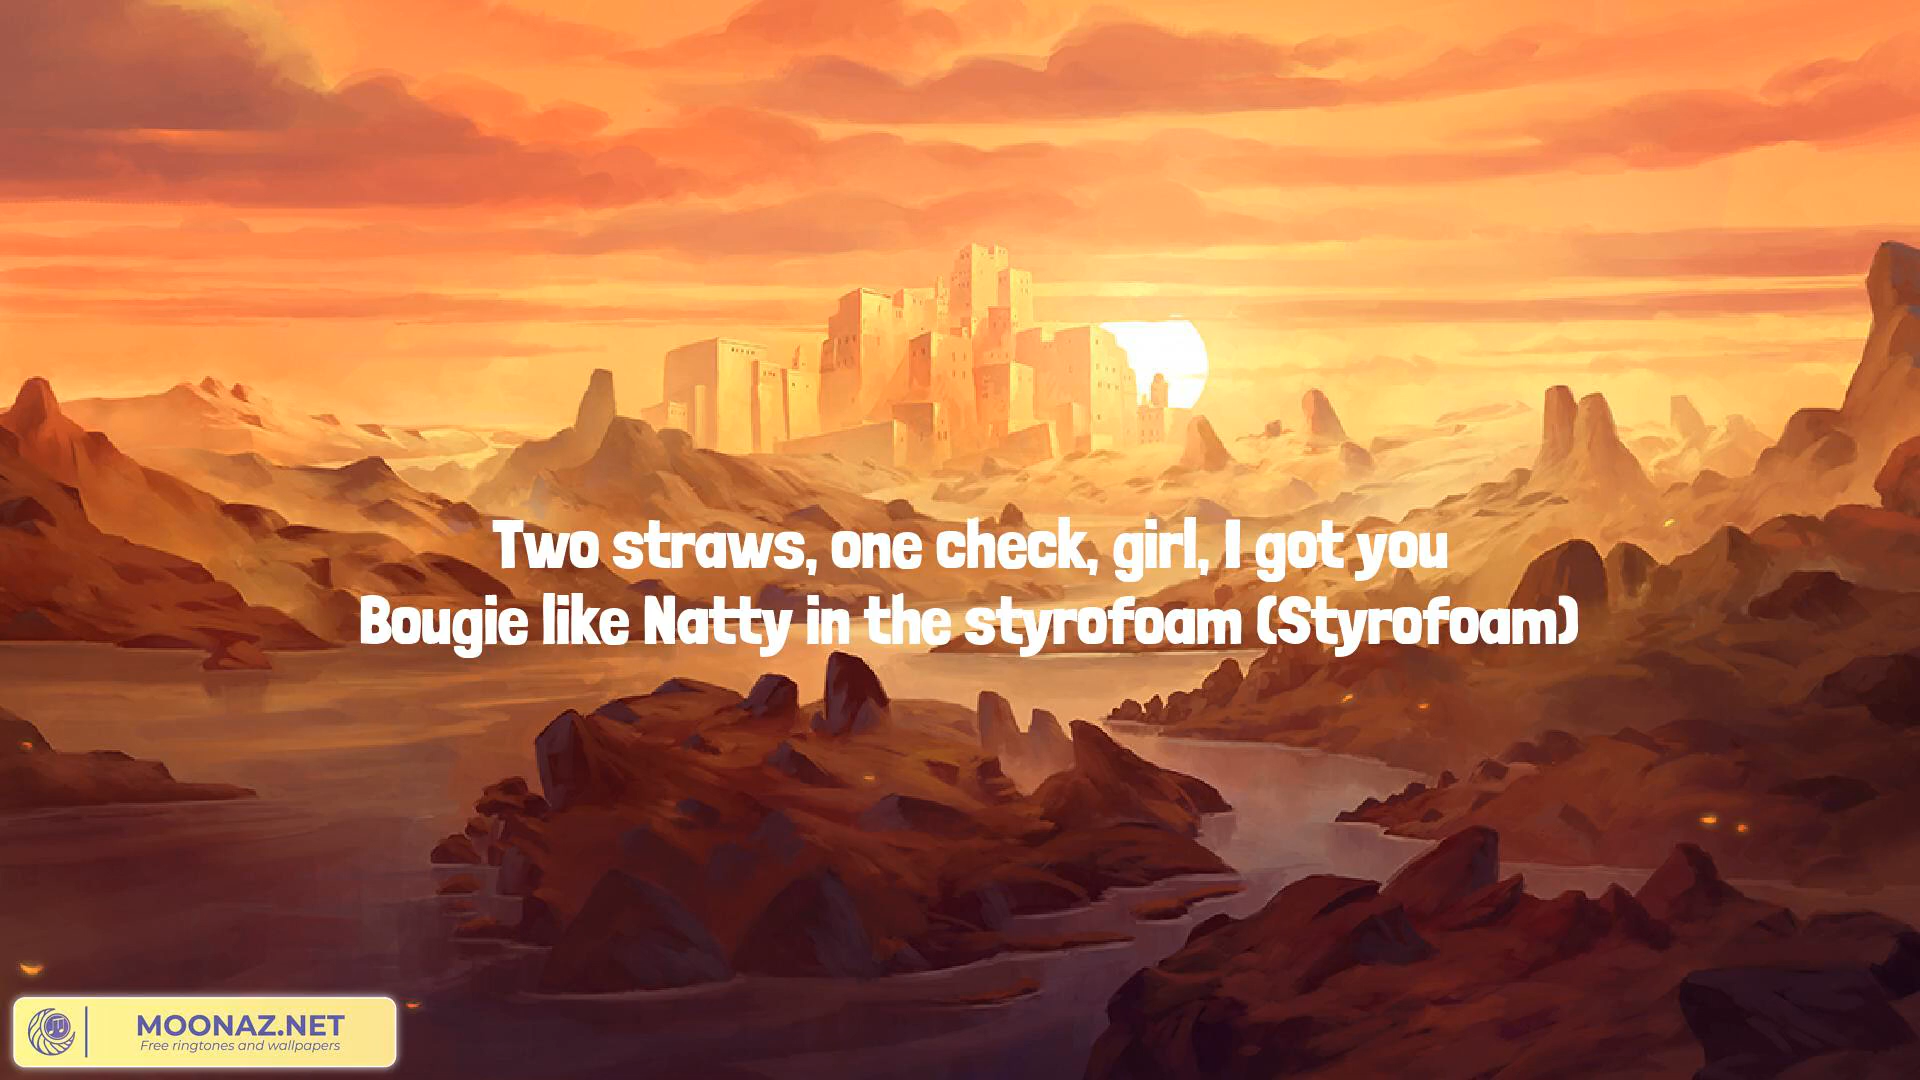 Two straws, one check, girl, I got you
Bougie like Natty in the styrofoam (Styrofoam)
MOONAZ.NET
Free ringtones and wallpapers